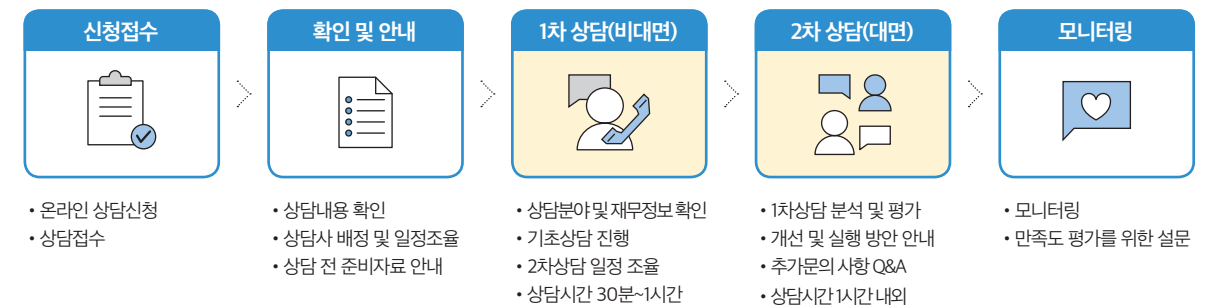 신청접수
• 온라인 상담신청
• 상담접수
확인 및 안내
• 상담내용 확인
• 상담사 배정 및 일정조율
• 상담 전 준비자료 안내
1차 상담(비대면)
• 상담분야 및 재무정보 확인
• 기초상담 진행
• 2차상담 일정 조율
• 상담시간 30분~1시간
2차 상담(대면)
• 1차상담 분석 및 평가
• 개선 및 실행 방안 안내
• 추가문의 사항 Q&A
• 상담시간 1시간 내외
모니터링
• 모니터링
• 만족도 평가를 위한 설문